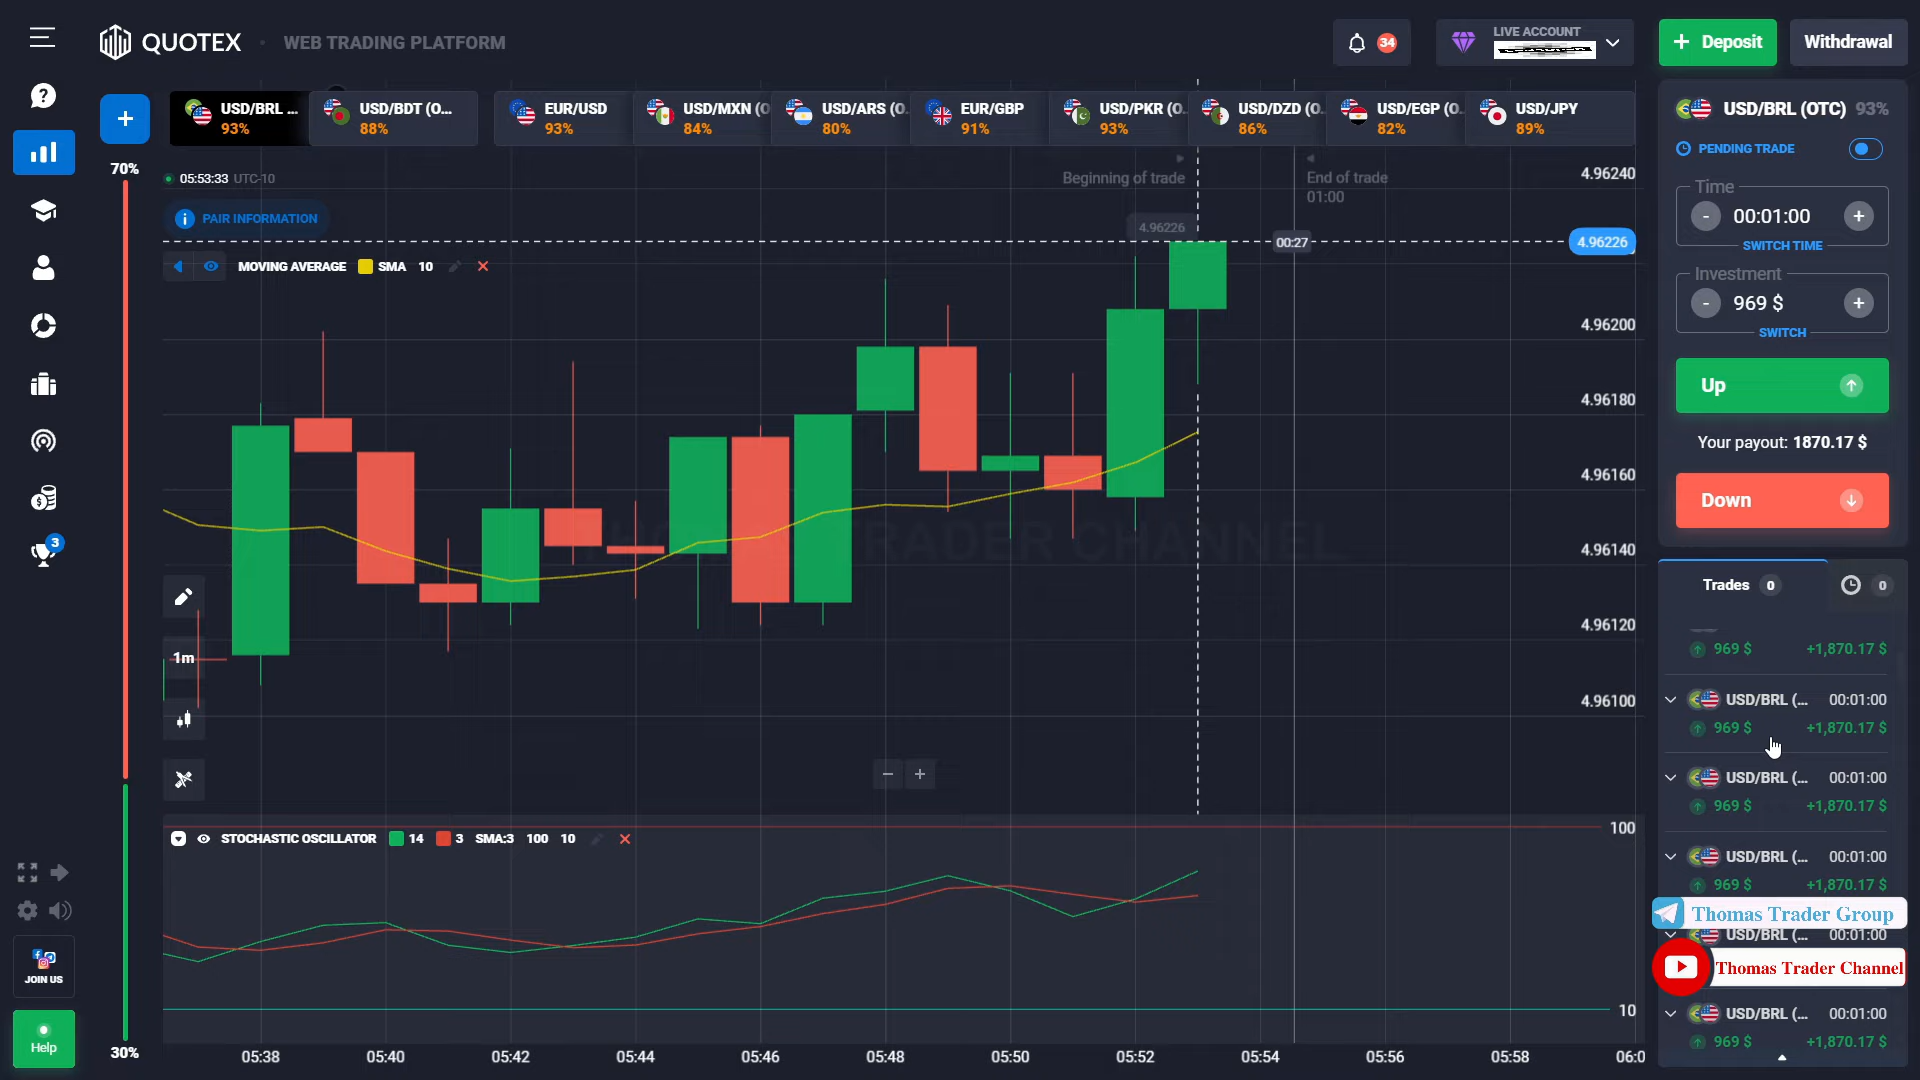 QUOTEX
WEB TRADING PLATFORM
34
LIVE ACCOUNT
+ Deposit
Withdrawal
USD/BRL ...
93%
USD/BDT (O...
88%
EUR/USD
93%
USD/MXN (O
84%
USD/ARS (O.
80%
EUR/GBP
91%
USD/PKR (O.
93%
USD/DZD (O.
86%
USD/EGP (O.
82%
USD/JPY
89%
70%
30%
05:53:33 UTC-10
PAIR INFORMATION
MOVING AVERAGE SMA 10
Beginning of trade
End of trade
01:00
4.96226
00:27
4.96226
4.96240
4.96200
4.96180
4.96160
4.96140
4.96120
4.96100
THOMAS TRADER CHANNEL
1m
STOCHASTIC OSCILLATOR 14 3 SMA:3 100 10
100
10
05:38 05:40 05:42 05:44 05:46 05:48 05:50 05:52 05:54 05:56 05:58 06:0
3
JOIN US
Help
USD/BRL (OTC) 93%
PENDING TRADE
Time
- 00:01:00 +
SWITCH TIME
Investment
- 969 $ +
SWITCH
Up
Your payout: 1870.17 $
Down
Trades 0
0
969 $ +1,870.17 $
USD/BRL (... 00:01:00
969 $ +1,870.17 $
USD/BRL (... 00:01:00
969 $ +1,870.17 $
USD/BRL (... 00:01:00
969 $ +1,870.17 $
Thomas Trader Group
USD/BRL (... 00:01:00
Thomas Trader Channel
USD/BRL (... 00:01:00
969 $ +1,870.17 $